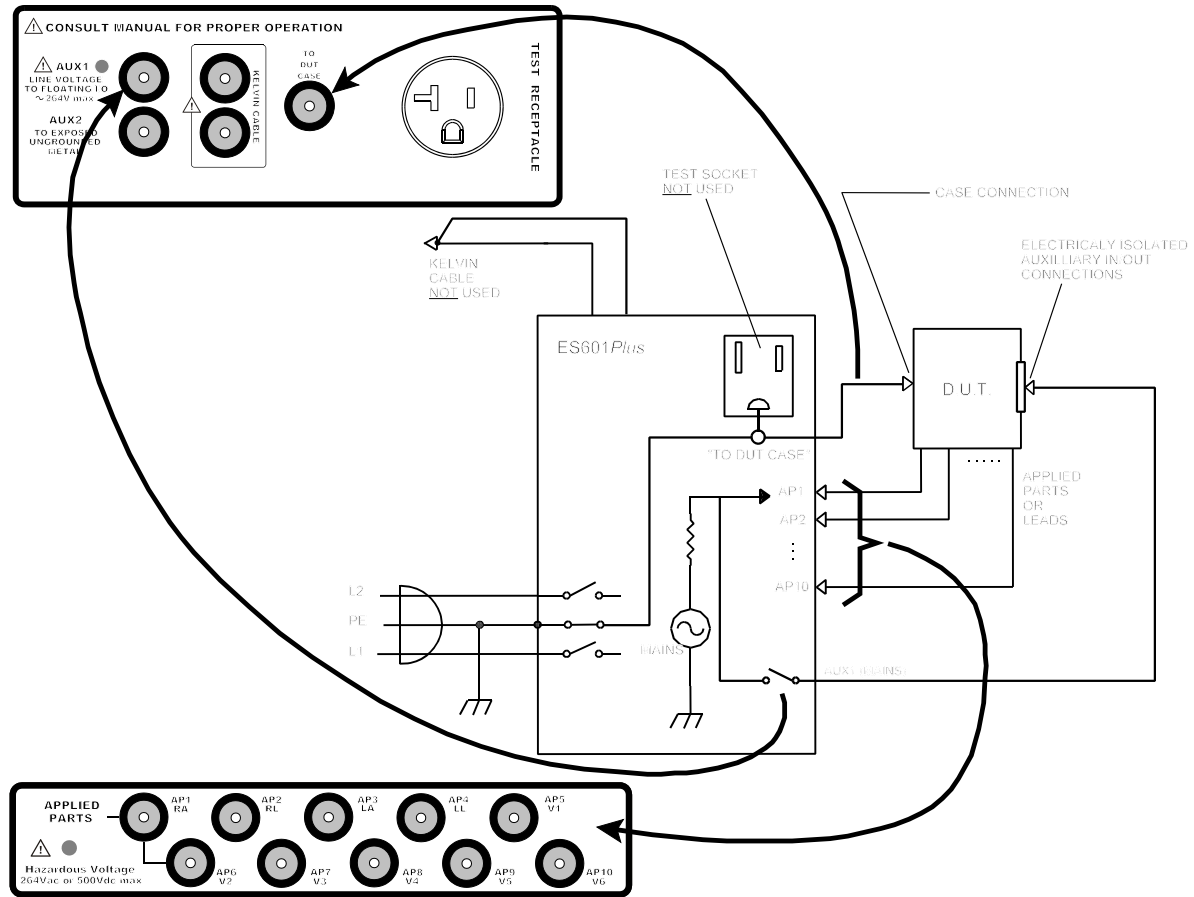 CONSULT MANUAL FOR PROPER OPERATION
AUX1
LINE VOLTAGE
TO FLOATING I.O
~264V max
AUX2
TO EXPOSED
UNGROUNDED
METAL
KELVIN CABLE
TO
DUT
CASE
TEST RECEPTACLE
TEST SOCKET
NOT USED
CASE CONNECTION
ELECTRICALY ISOLATED
AUXILLIARY IN OUT
CONNECTIONS
KELVIN
CABLE
NOT USED
ES601Plus
D.U.T.
"TO DUT CASE"
AP1
AP2
AP10
APPLIED
PARTS
OR
LEADS
L2
PE
L1
MAINS
APPLIED
PARTS
Hazardous Voltage
264Vac or 500Vdc max
AP1
RA
AP2
RL
AP3
LA
AP4
LL
AP5
V1
AP6
V2
AP7
V3
AP8
V4
AP9
V5
AP10
V6